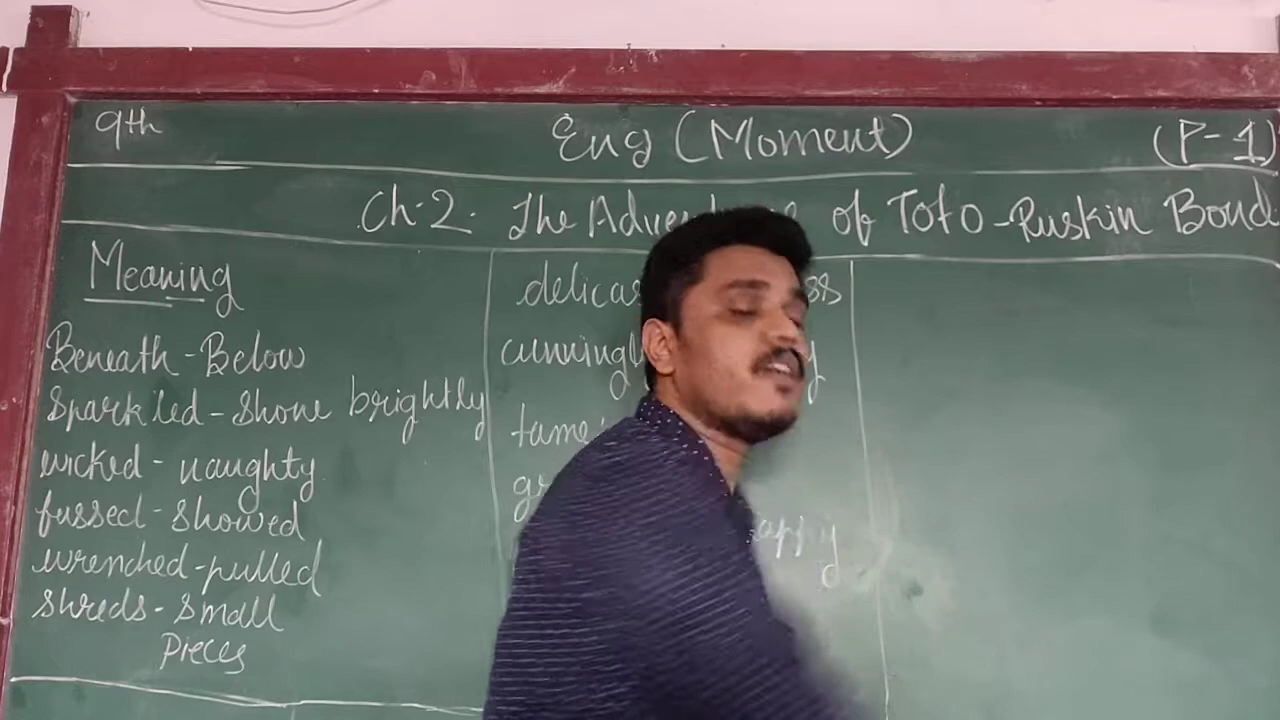 9th
Eng (Moment)
(P-1)
Ch-2. The of Toto-Ruskin Bond
Meaning
Beneath-Below
Sparkled-Shone brightly
wicked-naughty
fussed-showed
wrenched-pulled
shreds-small
Pieces
tame